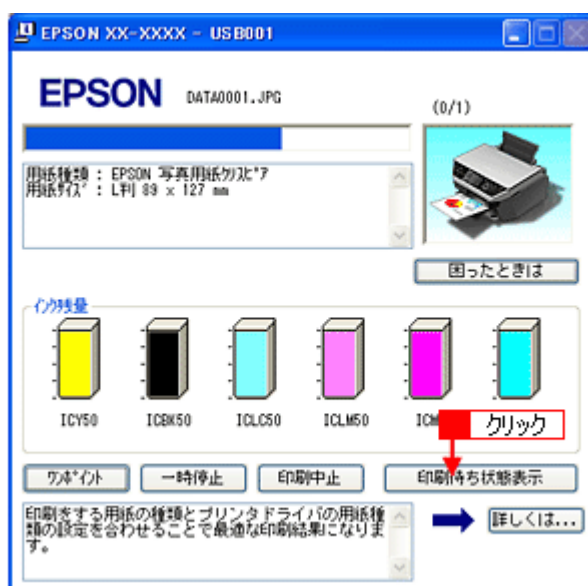 EPSON XX-XXXX - USB001
EPSON DATA0001.JPG (0/1)
用紙種類 : EPSON 写真用紙クリスピア
用紙サイズ : L判 89 x 127 mm
困ったときは
インク残量
ICY50 ICBK50 ICLC50 ICLM50
クリック
ワンポイント 一時停止 印刷中止 印刷待ち状態表示
印刷をする用紙の種類とプリンタドライバの用紙種
類の設定を合わせることで最適な印刷結果になりま
す。
詳しくは...